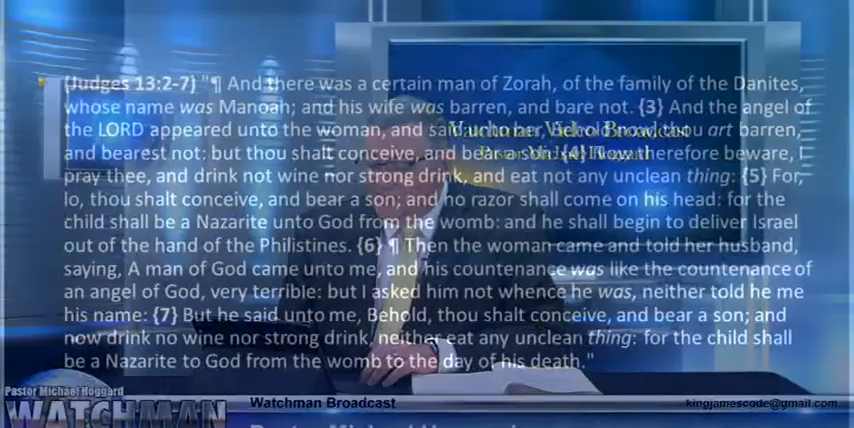 (Judges 13:2-7) "¶ And there was a certain man of Zorah, of the family of the Danites,
whose name was Manoah; and his wife was barren, and bare not. {3} And the angel of
the LORD appeared unto the woman, and said unto her, Behold now, thou art barren,
and bearest not: but thou shalt conceive, and bear a son. {4} Now therefore beware, I
pray thee, and drink not wine nor strong drink, and eat not any unclean thing: {5} For,
lo, thou shalt conceive, and bear a son; and no razor shall come on his head: for the
child shall be a Nazarite unto God from the womb: and he shall begin to deliver Israel
out of the hand of the Philistines. {6} ¶ Then the woman came and told her husband,
saying, A man of God came unto me, and his countenance was like the countenance of
an angel of God, very terrible: but I asked him not whence he was, neither told he me
his name: {7} But he said unto me, Behold, thou shalt conceive, and bear a son; and
now drink no wine nor strong drink, neither eat any unclean thing: for the child shall
be a Nazarite to God from the womb to the day of his death."
Watchman Video Broadcast
Pastor Michael Hoggard
Pastor Michael Hoggard
WATCHMAN
Watchman Broadcast
kingjamescode@gmail.com